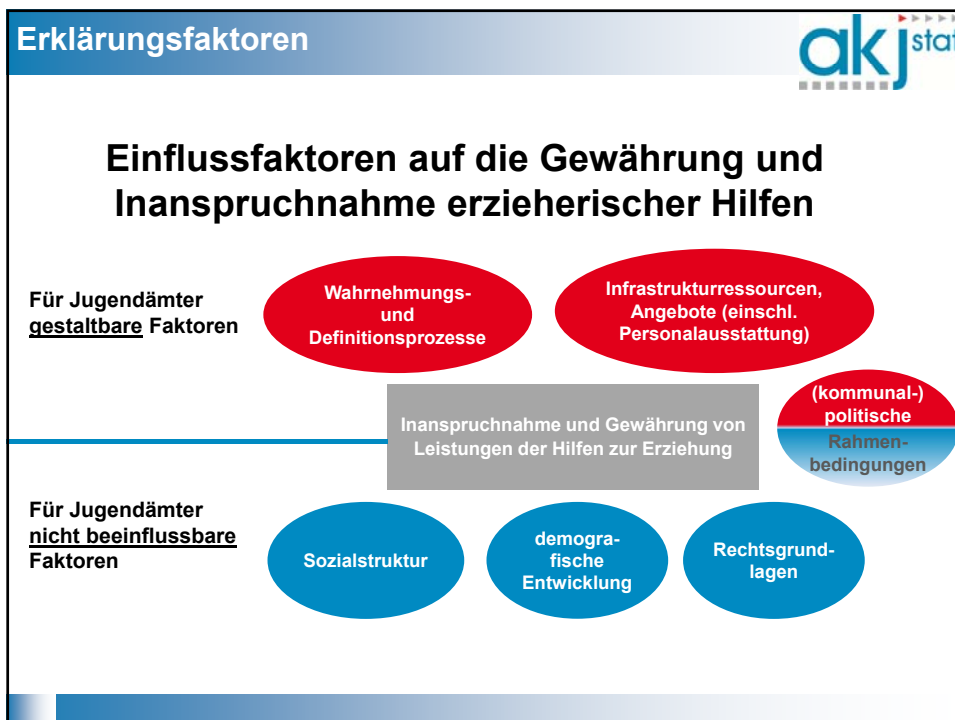 Erklärungsfaktoren
akj stat
Einflussfaktoren auf die Gewährung und
Inanspruchnahme erzieherischer Hilfen
Für Jugendämter
gestaltbare Faktoren
Wahrnehmungs-
und
Definitionsprozesse
Infrastrukturressourcen,
Angebote (einschl.
Personalausstattung)
(kommunal-)
politische
Rahmen-
bedingungen
Inanspruchnahme und Gewährung von
Leistungen der Hilfen zur Erziehung
Für Jugendämter
nicht beeinflussbare
Faktoren
Sozialstruktur
demogra-
fische
Entwicklung
Rechtsgrund-
lagen